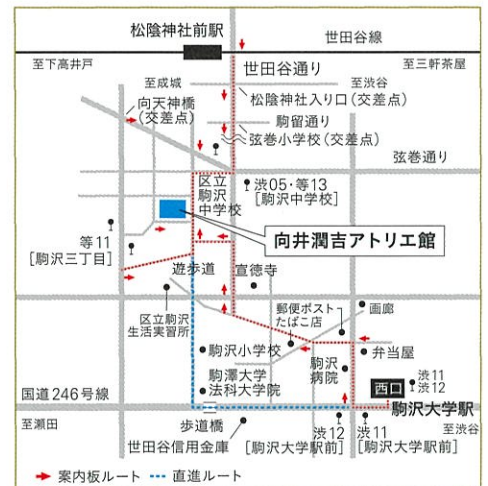 松陰神社前駅
世田谷線
至下高井戸
世田谷通り
至三軒茶屋
至成城
至渋谷
向天神橋
(交差点)
松陰神社入り口(交差点)
駒留通り
弦巻小学校(交差点)
弦巻通り
区立
駒沢
中学校
渋05・等13
[駒沢中学校]
向井潤吉アトリエ館
等11
[駒沢三丁目]
遊歩道
宣徳寺
区立駒沢
生活実習所
郵便ポスト
たばこ店
画廊
駒沢小学校
弁当屋
駒澤大学
法科大学院
駒沢
病院
西口
渋11
渋12
国道246号線
駒沢大学駅
至瀬田
歩道橋
至渋谷
世田谷信用金庫
渋12
[駒沢大学駅前]
渋11
[駒沢大学駅前]
案内板ルート
直進ルート